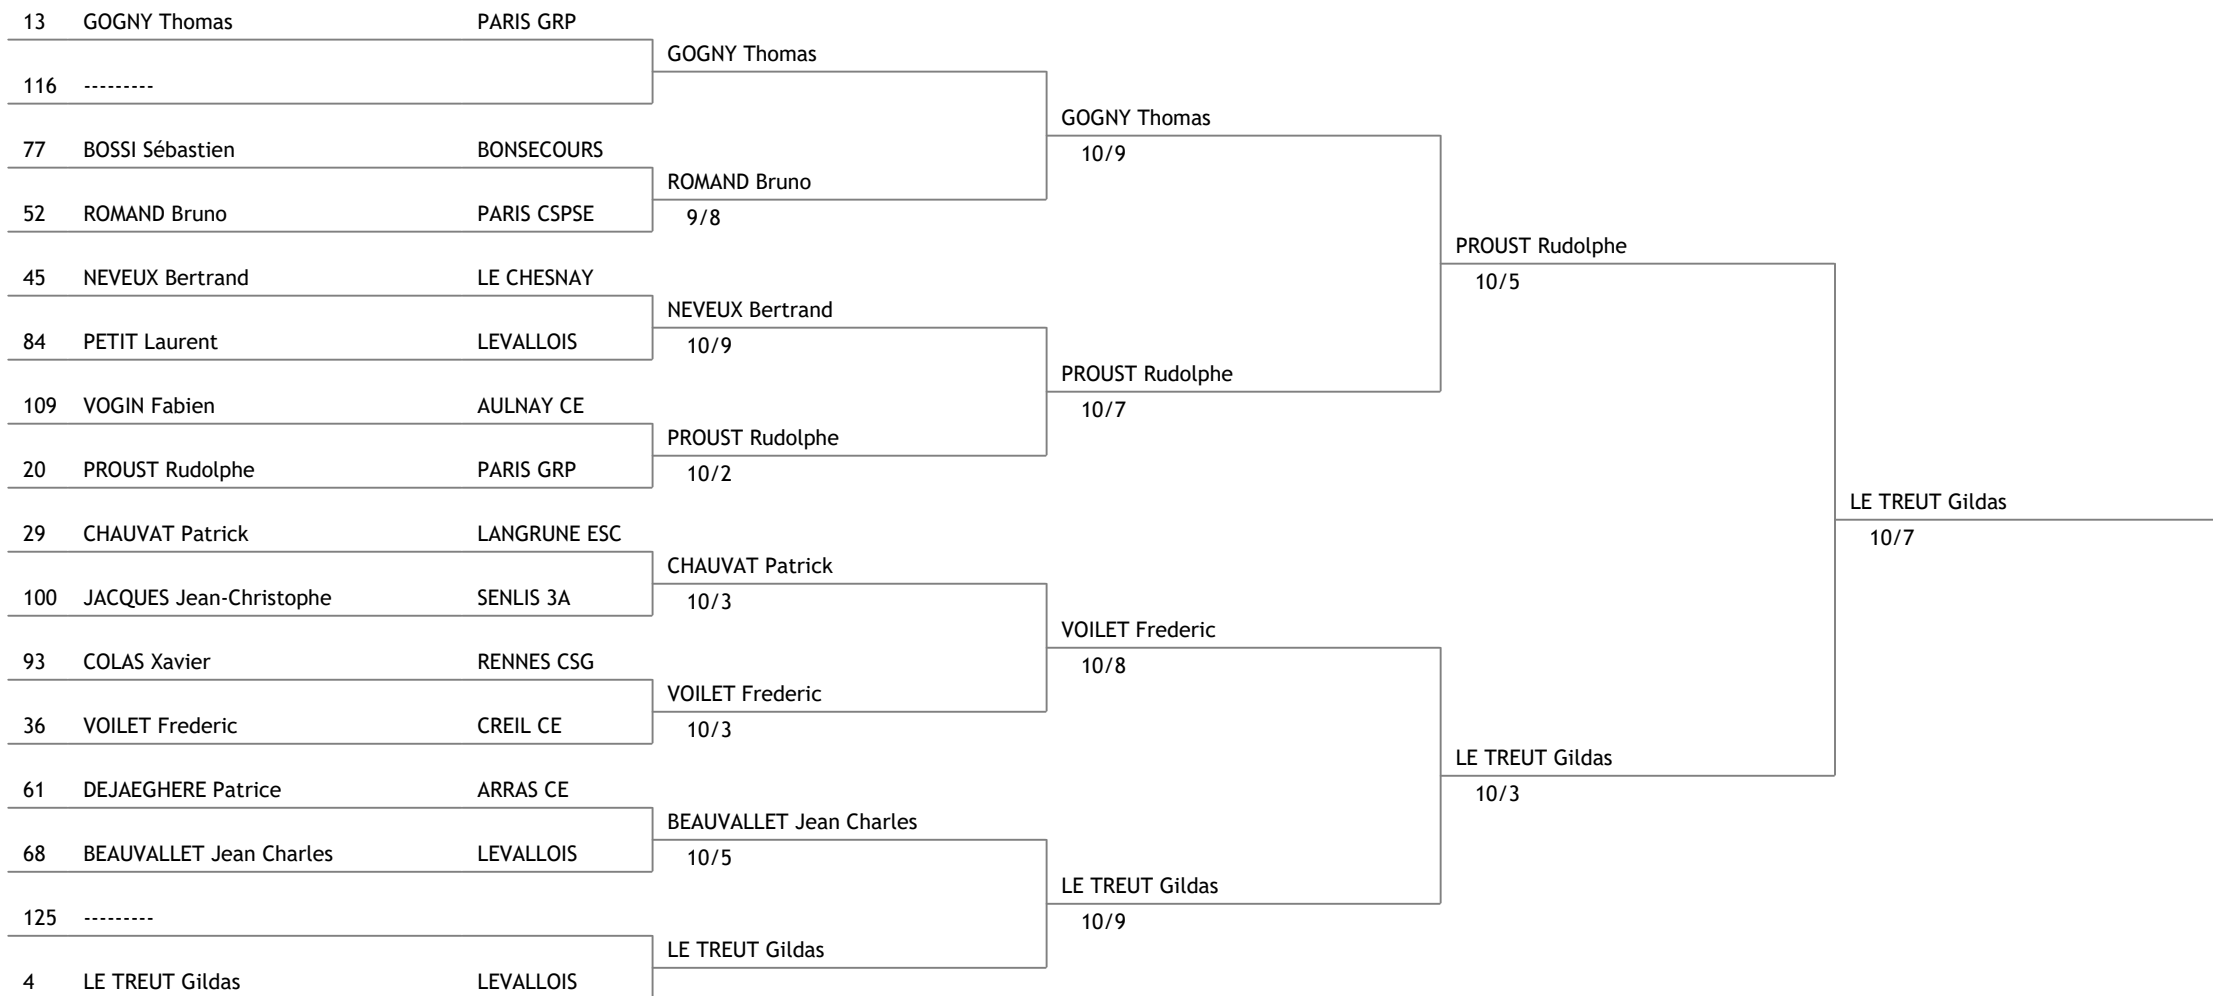 13 GOGNY Thomas PARIS GRP
GOGNY Thomas
116 ---------
GOGNY Thomas
10/9
77 BOSSI Sébastien BONSECOURS
ROMAND Bruno
9/8
52 ROMAND Bruno PARIS CSPSE
PROUST Rudolphe
10/5
45 NEVEUX Bertrand LE CHESNAY
NEVEUX Bertrand
10/9
84 PETIT Laurent LEVALLOIS
PROUST Rudolphe
10/7
109 VOGIN Fabien AULNAY CE
PROUST Rudolphe
10/2
20 PROUST Rudolphe PARIS GRP
LE TREUT Gildas
10/7
29 CHAUVAT Patrick LANGRUNE ESC
CHAUVAT Patrick
10/3
100 JACQUES Jean-Christophe SENLIS 3A
VOILET Frederic
10/8
93 COLAS Xavier RENNES CSG
VOILET Frederic
10/3
36 VOILET Frederic CREIL CE
LE TREUT Gildas
10/3
61 DEJAEGHERE Patrice ARRAS CE
BEAUVALLET Jean Charles
10/5
68 BEAUVALLET Jean Charles LEVALLOIS
LE TREUT Gildas
10/9
125 ---------
LE TREUT Gildas
4 LE TREUT Gildas LEVALLOIS